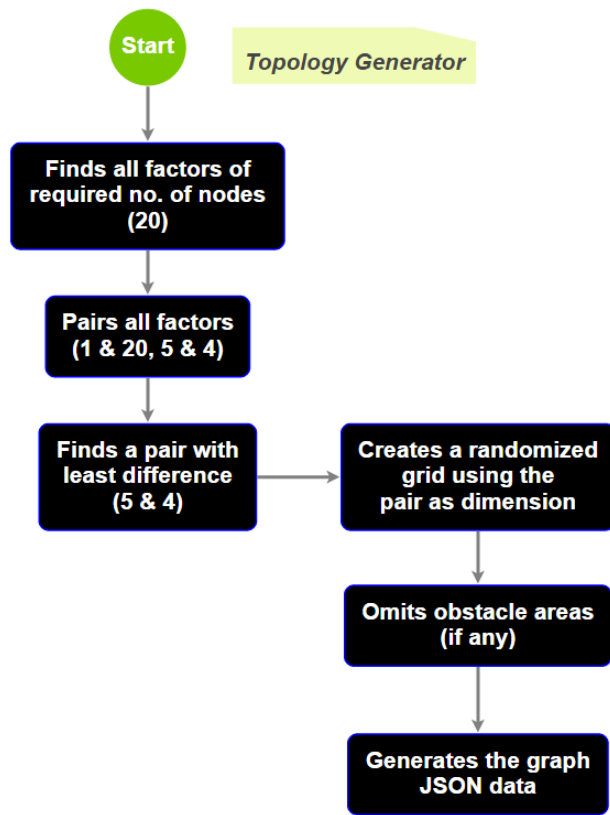 Start
Topology Generator
Finds all factors of
required no. of nodes
(20)
Pairs all factors
(1 & 20, 5 & 4)
Finds a pair with
least difference
(5 & 4)
Creates a randomized
grid using the
pair as dimension
Omits obstacle areas
(if any)
Generates the graph
JSON data